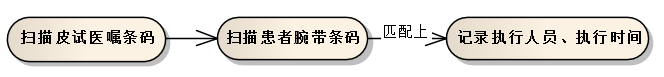 扫描皮试医嘱条码
扫描患者腕带条码
匹配上
记录执行人员、执行时间